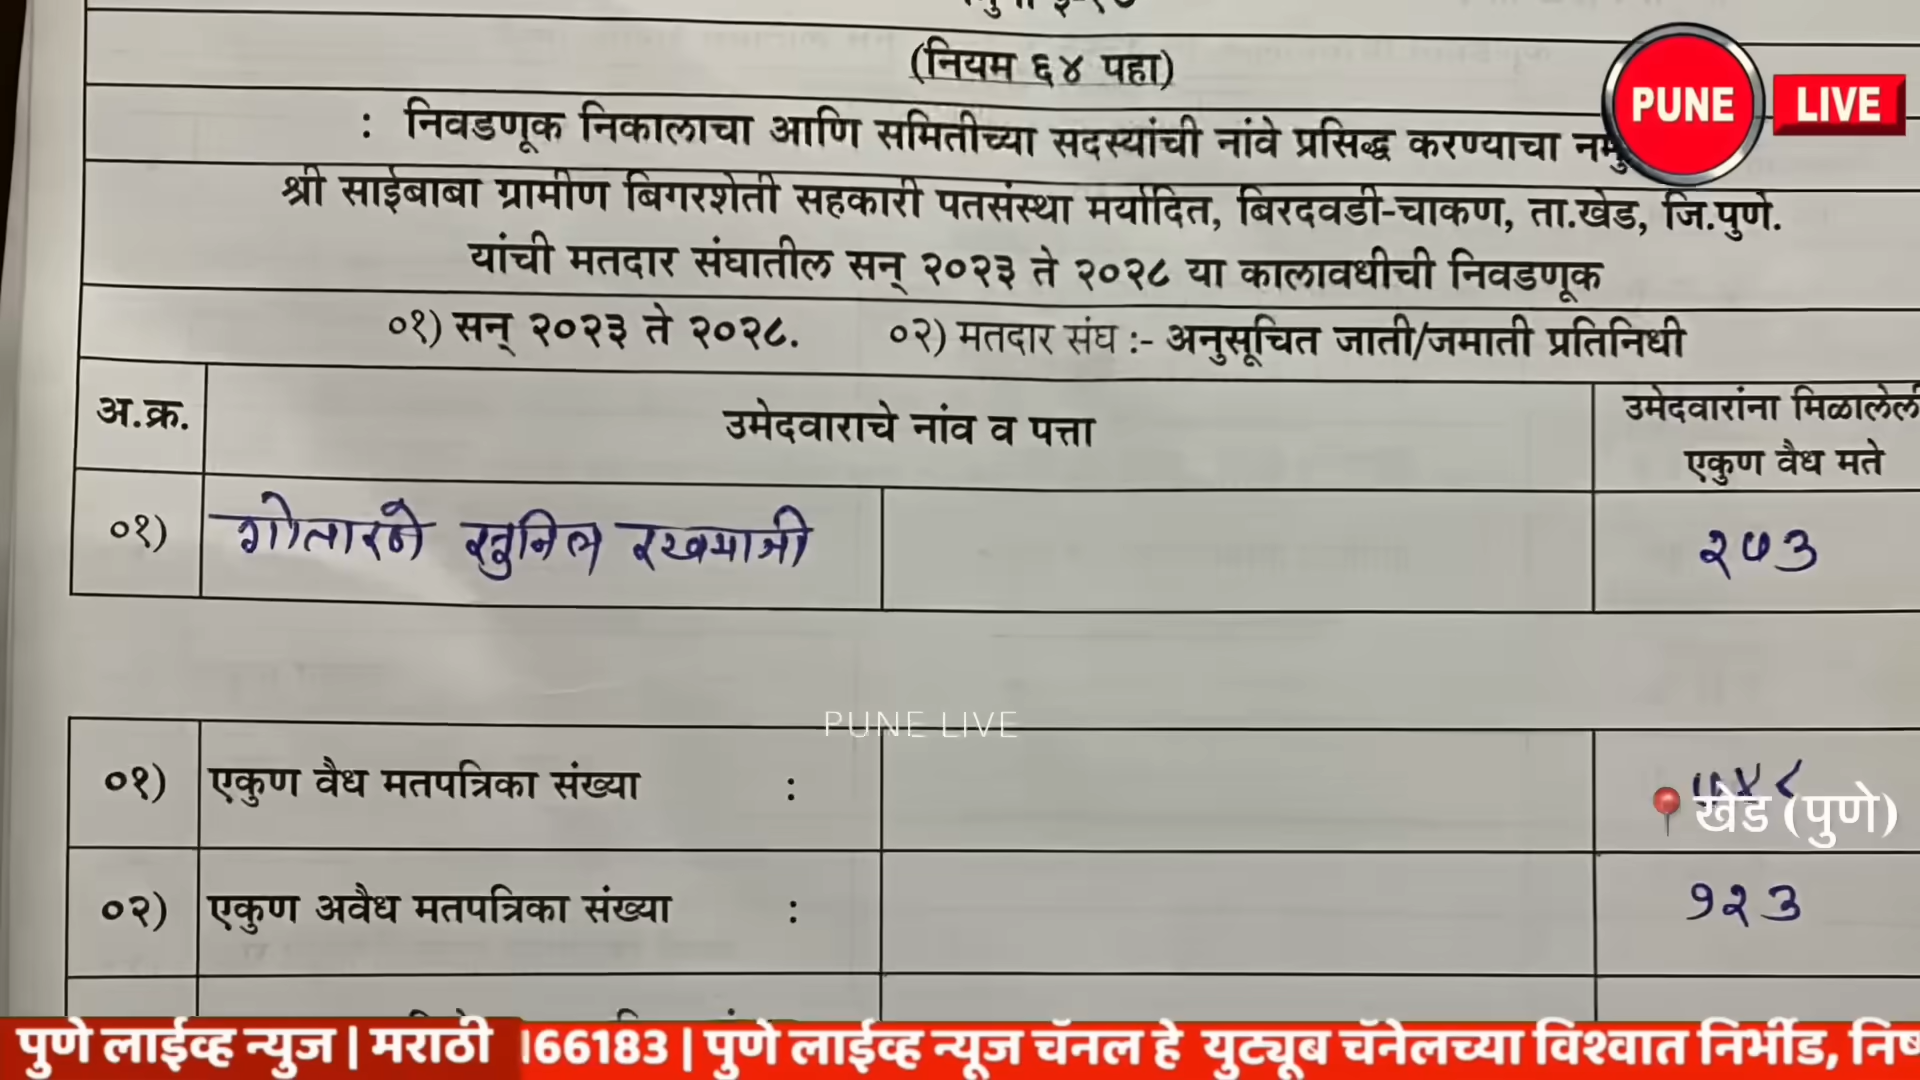 (नियम ६४ पहा)
: निवडणूक निकालाचा आणि समितीच्या सदस्यांची नांवे प्रसिद्ध करण्याचा
PUNE LIVE
श्री साईबाबा ग्रामीण बिगरशेती सहकारी पतसंस्था मर्यादित, बिरदवडी-चाकण, ता.खेड, जि.पुणे.
यांची मतदार संघातील सन् २०२३ ते २०२८ या कालावधीची निवडणूक
०१) सन् २०२३ ते २०२८. ०२) मतदार संघ :- अनुसूचित जाती/जमाती प्रतिनिधी
अ.क्र. उमेदवाराचे नांव व पत्ता उमेदवारांना मिळालेली
एकुण वैध मते
०१) सुनिल २७३
PUNE LIVE
०१) एकुण वैध मतपत्रिका संख्या :
खेड (पुणे)
०२) एकुण अवैध मतपत्रिका संख्या : १२३
पुणे लाईव्ह न्युज | मराठी 66183 | पुणे लाईव्ह न्यूज चॅनल हे युट्यूब चॅनेलच्या विश्वात निर्भीड,